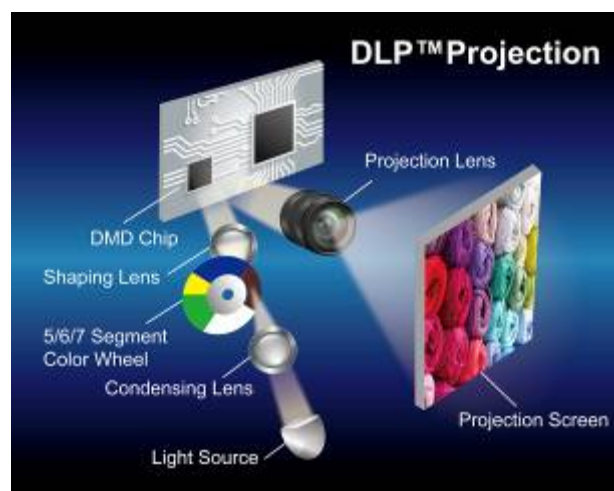 DLP™Projection
Projection Lens
DMD Chip
Shaping Lens
5/6/7 Segment
Color Wheel
Condensing Lens
Projection Screen
Light Source